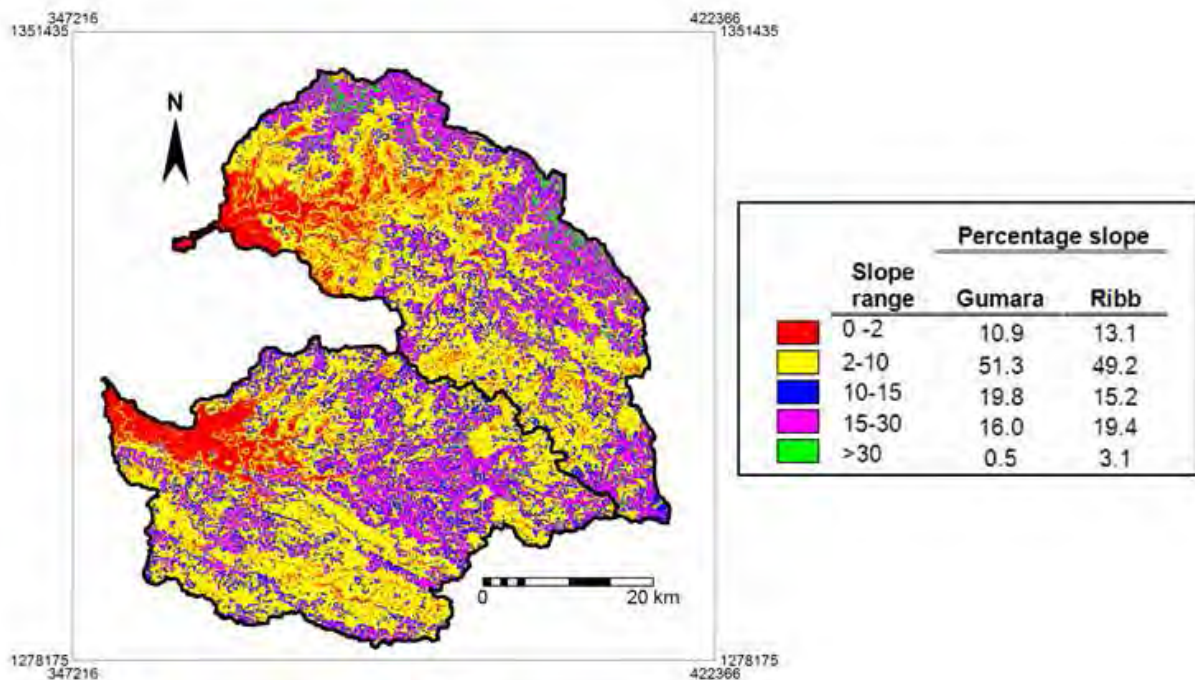 347216 422366
1351435 1351435
N
0 20 km
1278175 1278175
347216 422366
Percentage slope
Slope
range Gumara Ribb
0 -2 10.9 13.1
2-10 51.3 49.2
10-15 19.8 15.2
15-30 16.0 19.4
>30 0.5 3.1